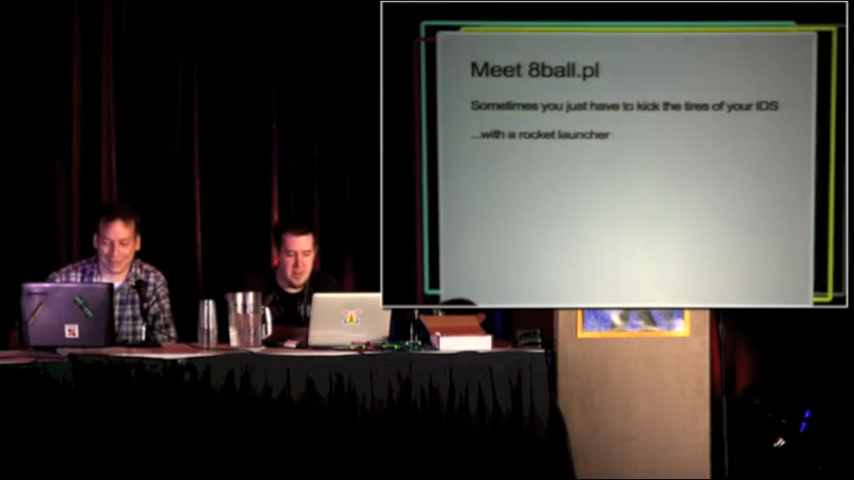 Meet 8ball.pl
Sometimes you just have to kick the tires of your IDS
...with a rocket launcher